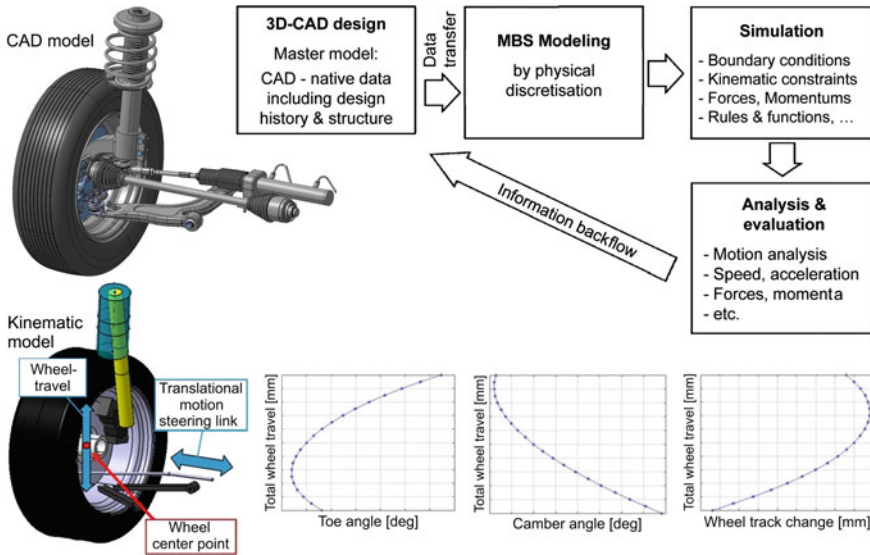 CAD model
3D-CAD design
Master model:
CAD - native data
including design
history & structure
Data
transfer
MBS Modeling
by physical
discretisation
Simulation
- Boundary conditions
- Kinematic constraints
- Forces, Momentums
- Rules & functions, ...
Information backflow
Analysis &
evaluation
- Motion analysis
- Speed, acceleration
- Forces, momenta
- etc.
Kinematic
model
Wheel-
travel
Translational
motion
steering link
Wheel
center point
Total wheel travel [mm]
Toe angle [deg]
Total wheel travel [mm]
Camber angle [deg]
Total wheel travel [mm]
Wheel track change [mm]